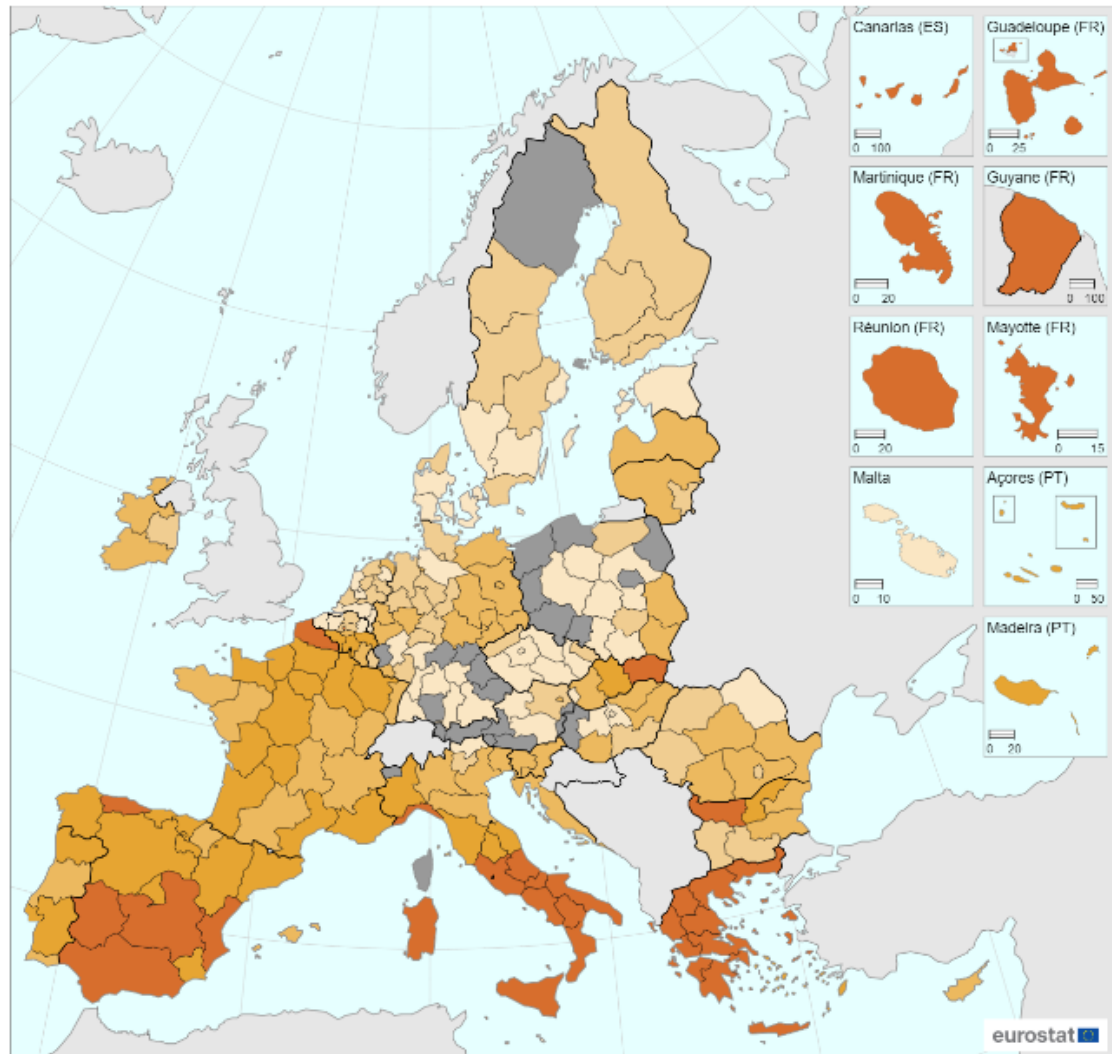 Canarias (ES)
0 100
Guadeloupe (FR)
0 25
Martinique (FR)
0 20
Guyane (FR)
0 100
Réunion (FR)
0 20
Mayotte (FR)
0 15
Malta
0 10
Açores (PT)
0 50
Madeira (PT)
0 20
eurostat